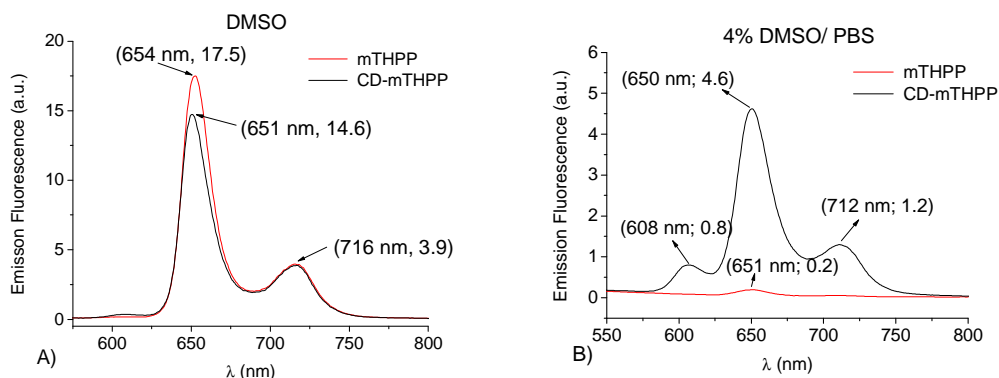 DMSO
(654 nm, 17.5)
mTHPP
CD-mTHPP
(651 nm, 14.6)
(716 nm, 3.9)
Emisson Fluorescence (a.u.)
20
15
10
5
0
600
650
700
750
800
λ (nm)
A)
4% DMSO/ PBS
mTHPP
CD-mTHPP
(650 nm; 4.6)
(712 nm; 1.2)
(608 nm; 0.8)
(651 nm; 0.2)
Emission Fluorescence (a.u.)
6
5
4
3
2
1
0
550
600
650
700
750
800
λ (nm)
B)